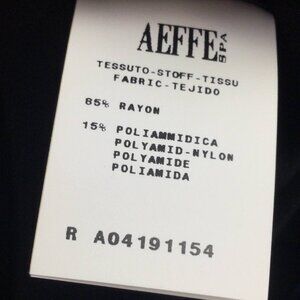 AEFFE SPA
TESSUTO-STOFF-TISSU
FABRIC-TEJIDO
85% RAYON
15% POLIAMMIDICA
POLYAMID-NYLON
POLYAMIDE
POLIAMIDA
R A04191154